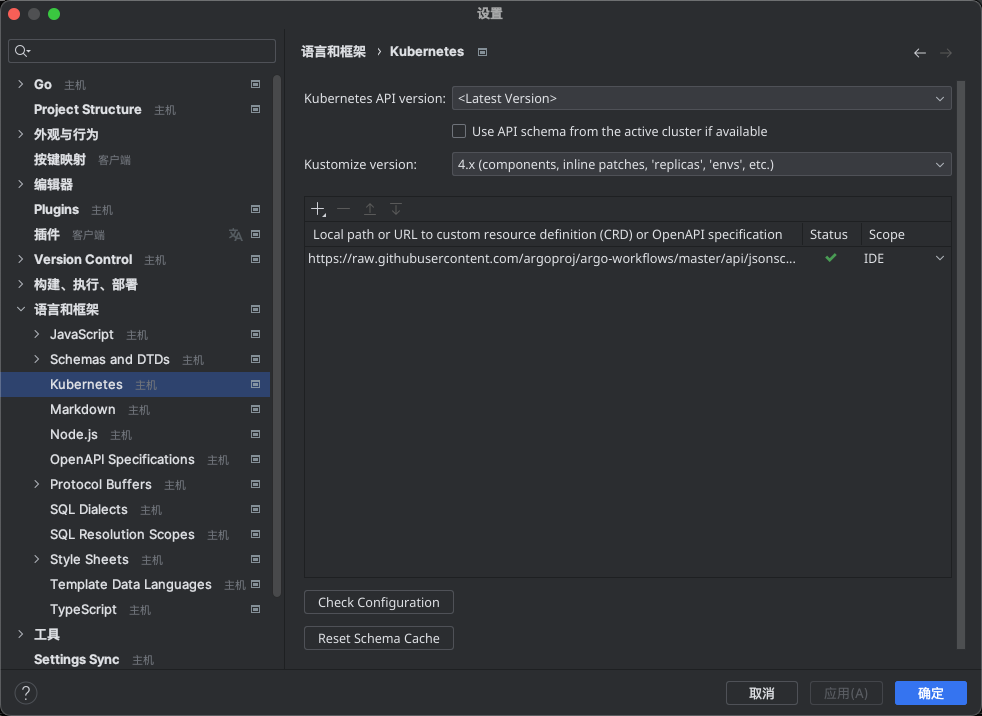 设置
语言和框架 › Kubernetes
Go 主机
Project Structure 主机
外观与行为
按键映射 客户端
编辑器
Plugins 主机
插件 客户端
Version Control 主机
构建、执行、部署
语言和框架
JavaScript 主机
Schemas and DTDs 主机
Kubernetes 主机
Markdown 主机
Node.js 主机
OpenAPI Specifications 主机
Protocol Buffers 主机
SQL Dialects 主机
SQL Resolution Scopes 主机
Style Sheets 主机
Template Data Languages 主机
TypeScript 主机
工具
Settings Sync 主机
Kubernetes API version: <Latest Version>
Use API schema from the active cluster if available
Kustomize version: 4.x (components, inline patches, 'replicas', 'envs', etc.)
Local path or URL to custom resource definition (CRD) or OpenAPI specification Status Scope
https://raw.githubusercontent.com/argoproj/argo-workflows/master/api/jsonsc... IDE
Check Configuration
Reset Schema Cache
? 取消 应用(A) 确定